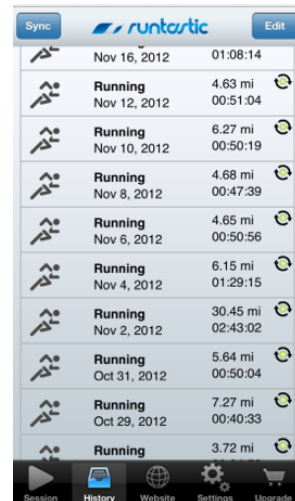 Sync
runtastic
Edit
Nov 16, 2012 01:08:14
Running 4.63 mi
Nov 12, 2012 00:51:04
Running 6.27 mi
Nov 10, 2012 00:50:19
Running 4.68 mi
Nov 8, 2012 00:47:39
Running 4.65 mi
Nov 6, 2012 00:50:56
Running 6.15 mi
Nov 4, 2012 01:29:15
Running 30.45 mi
Nov 2, 2012 02:43:02
Running 5.64 mi
Oct 31, 2012 00:50:04
Running 7.27 mi
Oct 29, 2012 00:40:33
Running 3.72 mi
Session History Website Settings Upgrade